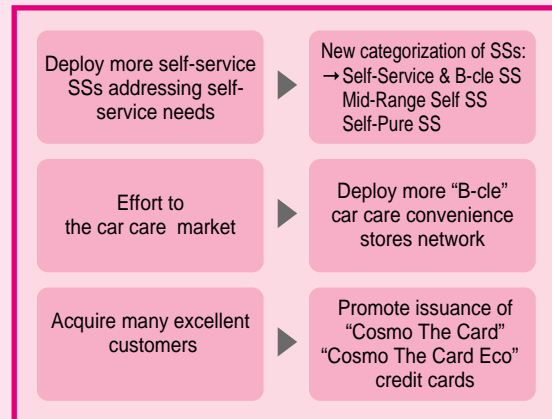 Deploy more self-service
SSs addressing self-
service needs
New categorization of SSs:
→ Self-Service & B-cle SS
Mid-Range Self SS
Self-Pure SS
Effort to
the car care market
Deploy more “B-cle”
car care convenience
stores network
Acquire many excellent
customers
Promote issuance of
“Cosmo The Card”
“Cosmo The Card Eco”
credit cards